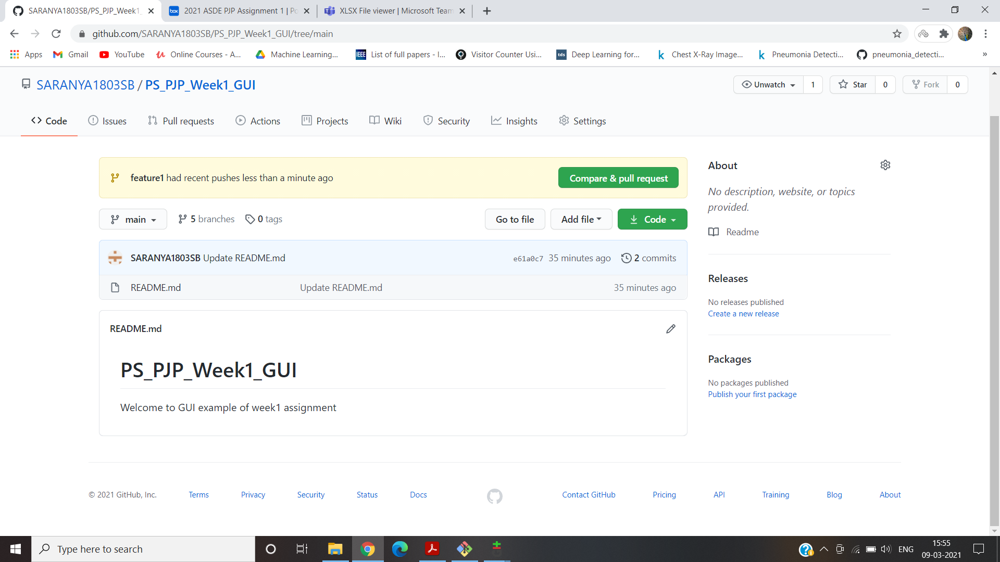 SARANYA1803SB/PS_PJP_Week1_
2021 ASDE PJP Assignment 1 | Po
XLSX File viewer | Microsoft Team
github.com/SARANYA1803SB/PS_PJP_Week1_GUI/tree/main
Apps
Gmail
YouTube
Online Courses - A...
Machine Learning...
IEEE
List of full papers - I...
Visitor Counter Usi...
tds
Deep Learning for...
k
Chest X-Ray Image...
k
Pneumonia Detecti...
pneumonia_detecti...
»
SARANYA1803SB / PS_PJP_Week1_GUI
Unwatch 1
Star 0
Fork 0
Code
Issues
Pull requests
Actions
Projects
Wiki
Security
Insights
Settings
feature1 had recent pushes less than a minute ago
Compare & pull request
main
5 branches
0 tags
Go to file
Add file
Code
SARANYA1803SB Update README.md
e61a0c7 35 minutes ago
2 commits
README.md
Update README.md
35 minutes ago
README.md
PS_PJP_Week1_GUI
Welcome to GUI example of week1 assignment
About
No description, website, or topics
provided.
Readme
Releases
No releases published
Create a new release
Packages
No packages published
Publish your first package
© 2021 GitHub, Inc.
Terms
Privacy
Security
Status
Docs
Contact GitHub
Pricing
API
Training
Blog
About
Type here to search
ENG
15:55
09-03-2021